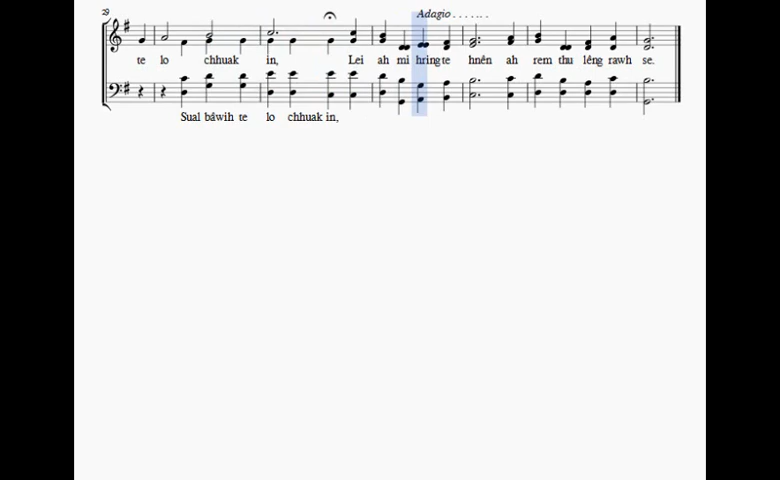 29
Adagio . . . . . . .
te lo chhuak in, Lei ah mi hring te hnên ah rem thu lêng rawh se.
Sual bâwih te lo chhuak in,